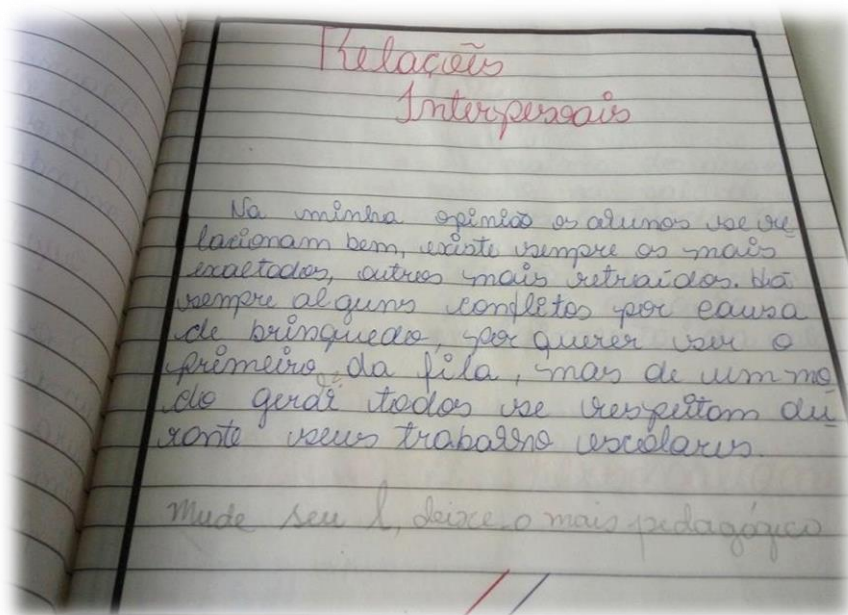 Relações
Interpessoais
Na minha opinião os alunos se re-
lacionam bem, existe sempre os mais
exaltados, outros mais retraídos. Há
sempre alguns conflitos por causa
de brinquedo, por querer ser o
primeiro da fila, mas de um mo-
do geral todos se respeitam du-
rante seus trabalho escolares.
Mude seu l, deixe-o mais pedagógico